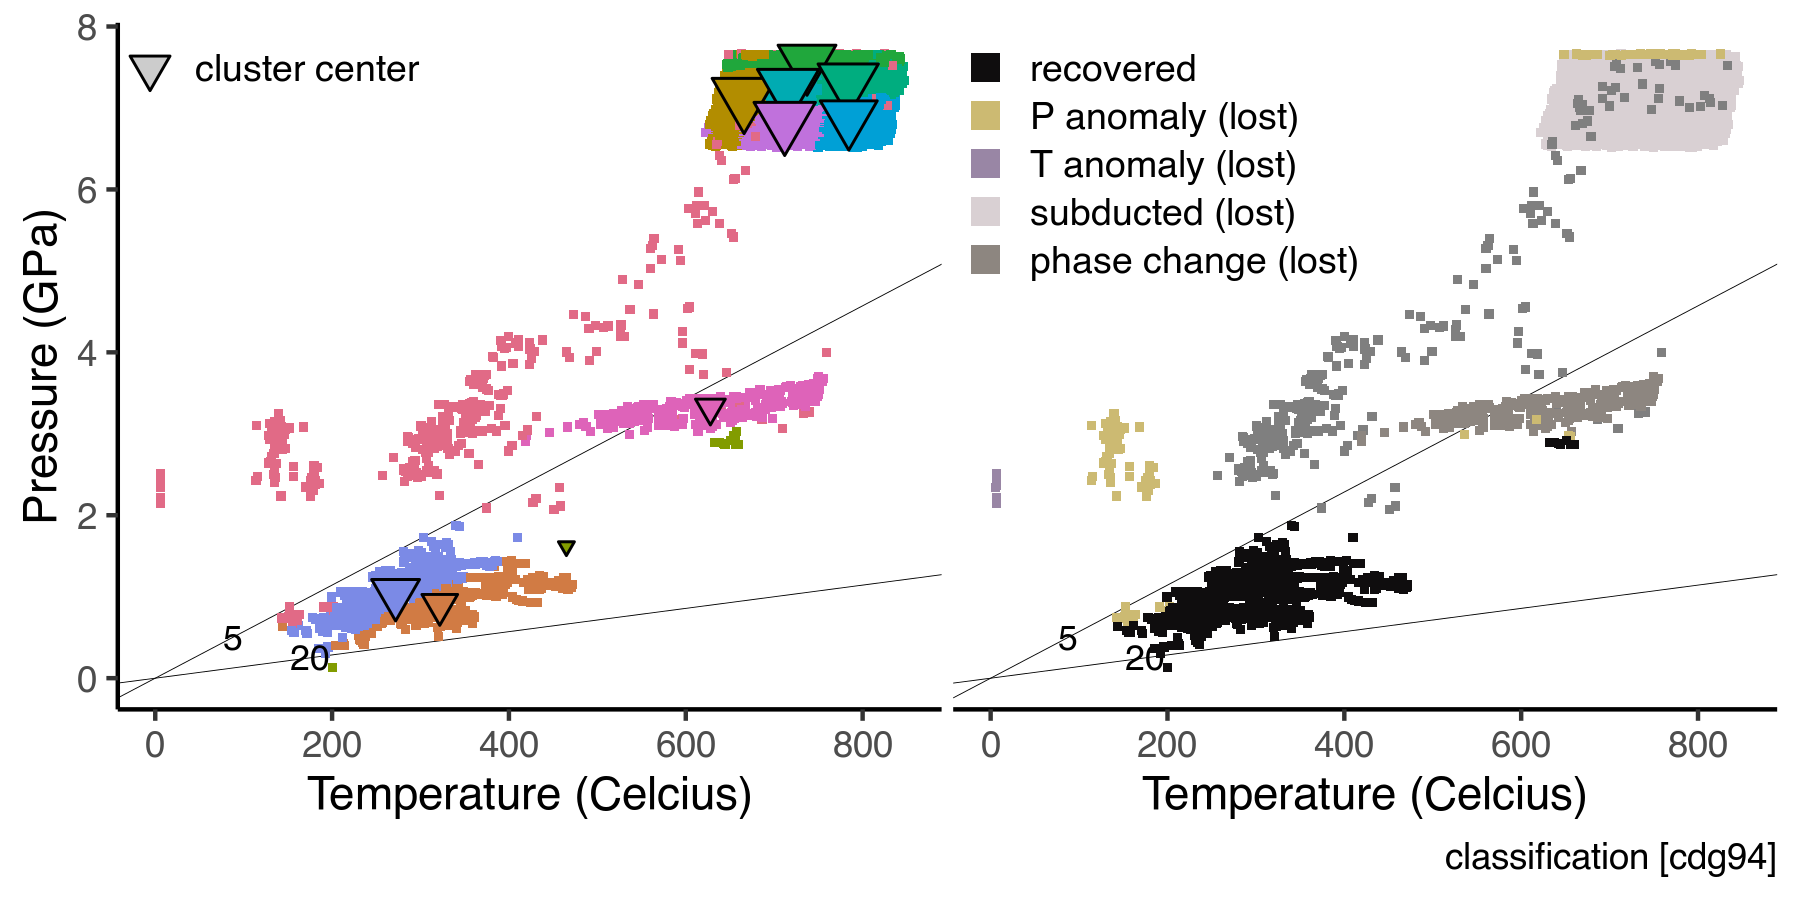 8
6
4
2
0
Pressure (GPa)
cluster center
5
20
0
200
400
600
800
Temperature (Celcius)
recovered
P anomaly (lost)
T anomaly (lost)
subducted (lost)
phase change (lost)
5
20
0
200
400
600
800
Temperature (Celcius)
classification [cdg94]